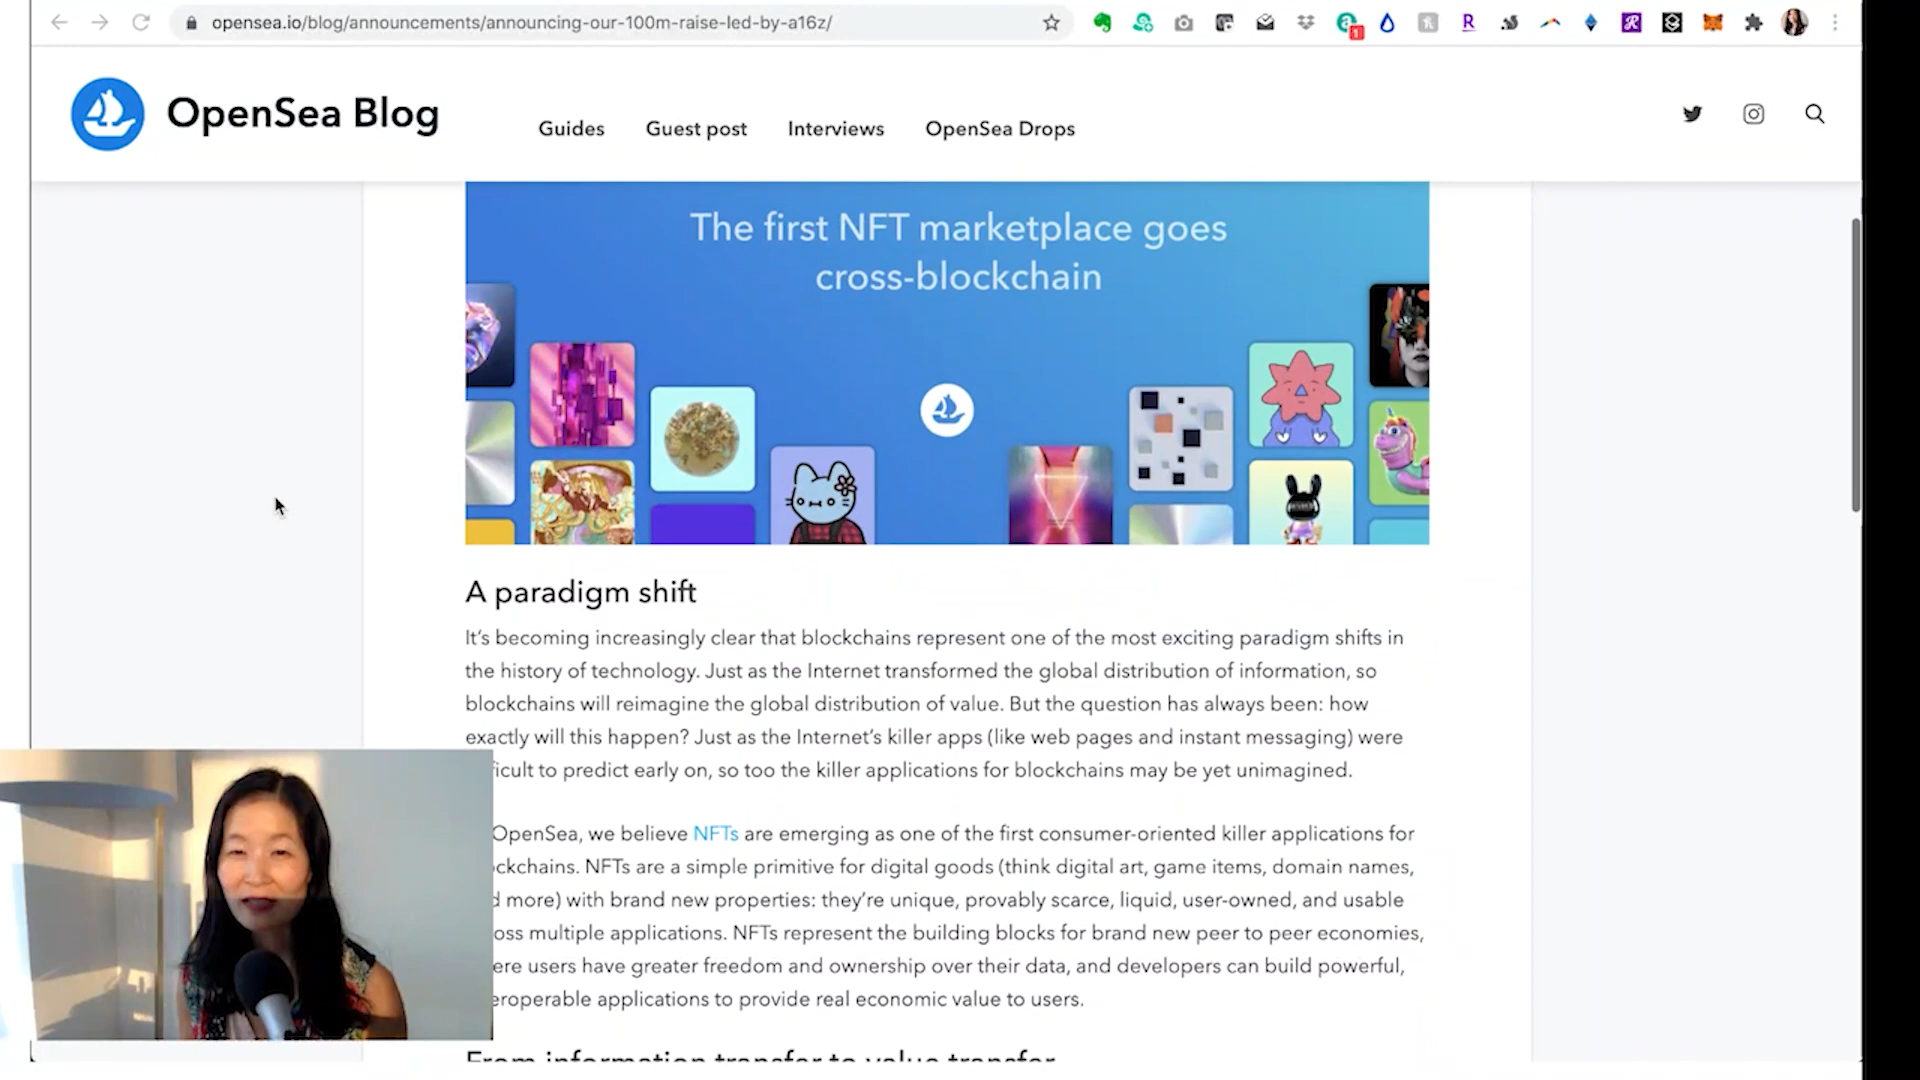 opensea.io/blog/announcements/announcing-our-100m-raise-led-by-a16z/
1
OpenSea Blog
Guides
Guest post
Interviews
OpenSea Drops
The first NFT marketplace goes
cross-blockchain
A paradigm shift
It's becoming increasingly clear that blockchains represent one of the most exciting paradigm shifts in
the history of technology. Just as the Internet transformed the global distribution of information, so
blockchains will reimagine the global distribution of value. But the question has always been: how
exactly will this happen? Just as the Internet's killer apps (like web pages and instant messaging) were
ficult to predict early on, so too the killer applications for blockchains may be yet unimagined.
OpenSea, we believe NFTs are emerging as one of the first consumer-oriented killer applications for
ckchains. NFTs are a simple primitive for digital goods (think digital art, game items, domain names,
d more) with brand new properties: they're unique, provably scarce, liquid, user-owned, and usable
oss multiple applications. NFTs represent the building blocks for brand new peer to peer economies,
ere users have greater freedom and ownership over their data, and developers can build powerful,
eroperable applications to provide real economic value to users.
From information transfer to value transfer